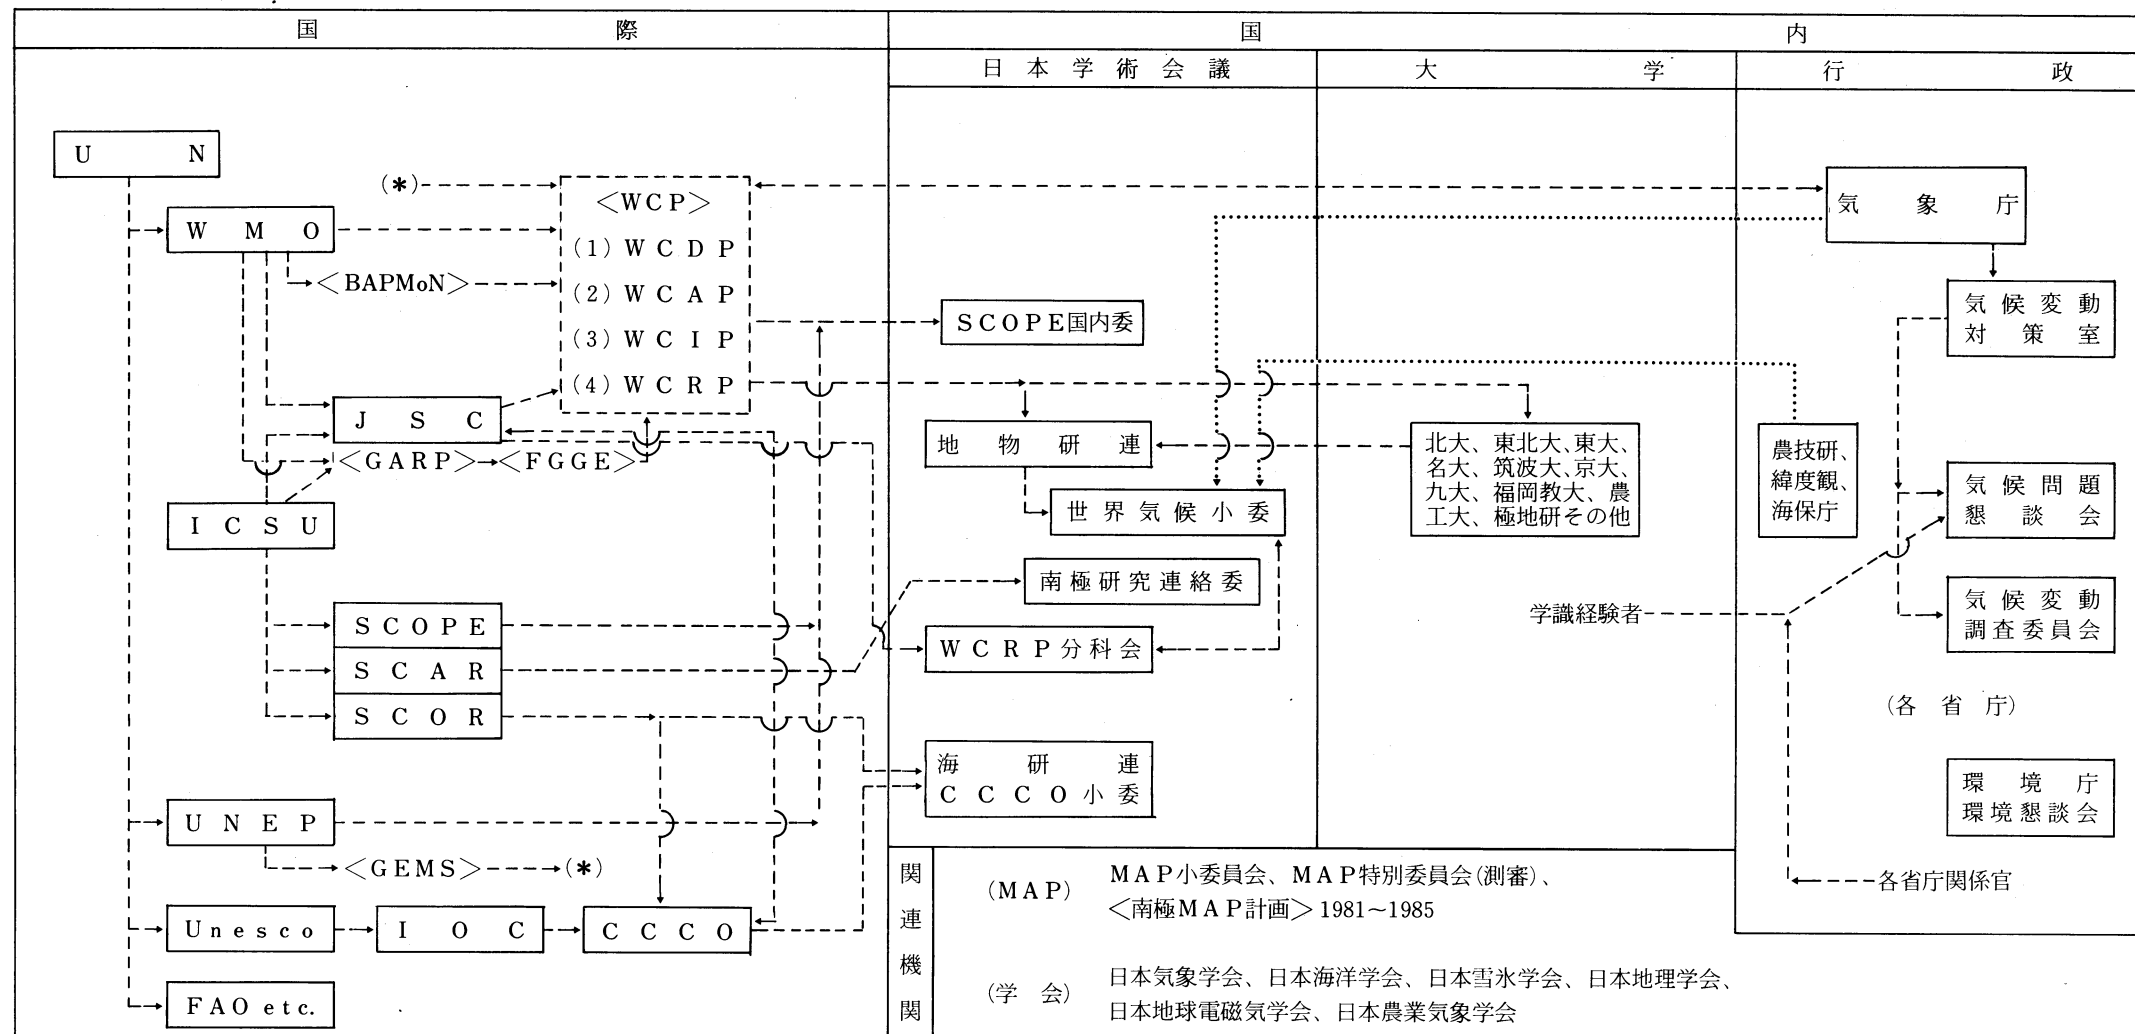 国際
国内
日本学術会議
大学
行政
UN
(*)
<WCP>
(1) WCDP
(2) WCAP
(3) WCIP
(4) WCRP
WMO
<BAPMoN>
JSC
<GARP>
<FGGE>
ICSU
SCOPE
SCAR
SCOR
UNEP
<GEMS>
(*)
Unesco
IOC
CCCO
FAO etc.
SCOPE国内委
地物研連
世界気候小委
南極研究連絡委
WCRP分科会
海研連
CCCO小委
北大、東北大、東大、
名大、筑波大、京大、
九大、福岡教大、農
工大、極地研その他
気象庁
気候変動
対策室
農技研、
緯度観、
海保庁
気候問題
懇談会
気候変動
調査委員会
学識経験者
(各省庁)
環境庁
環境懇談会
各省庁関係官
関連機関
(MAP)
MAP小委員会、MAP特別委員会(測審)、
<南極MAP計画> 1981~1985
(学会)
日本気象学会、日本海洋学会、日本雪氷学会、日本地理学会、
日本地球電磁気学会、日本農業気象学会